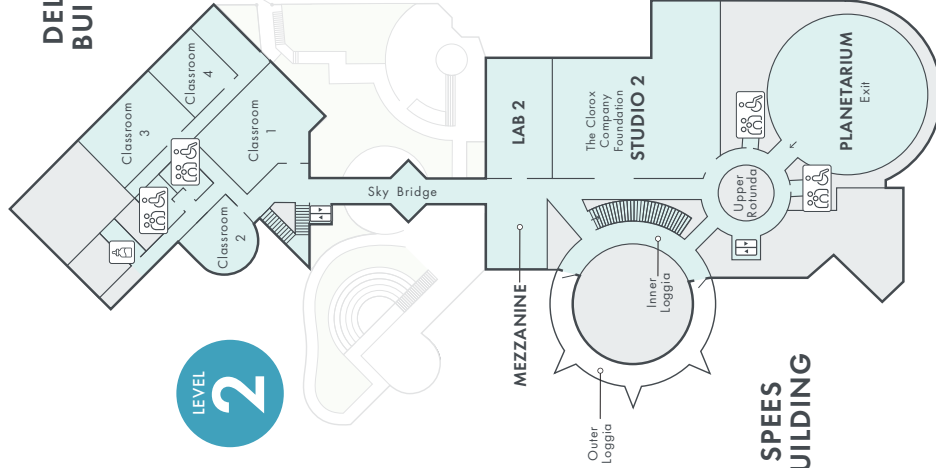 DEL
BUI
Classroom
3
Classroom
4
Classroom
1
Classroom
2
Sky Bridge
LEVEL
2
LAB 2
The Clorox
Company
Foundation
STUDIO 2
MEZZANINE
PLANETARIUM
Exit
Upper
Rotunda
Inner
Loggia
Outer
Loggia
SPEES
UILDING